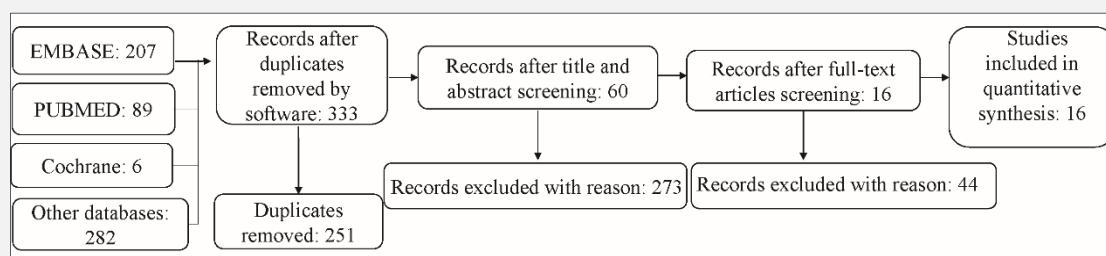 EMBASE: 207
PUBMED: 89
Cochrane: 6
Other databases:
282
Records after
duplicates
removed by
software: 333
Duplicates
removed: 251
Records after title and
abstract screening: 60
Records excluded with reason: 273
Records after full-text
articles screening: 16
Records excluded with reason: 44
Studies
included in
quantitative
synthesis: 16